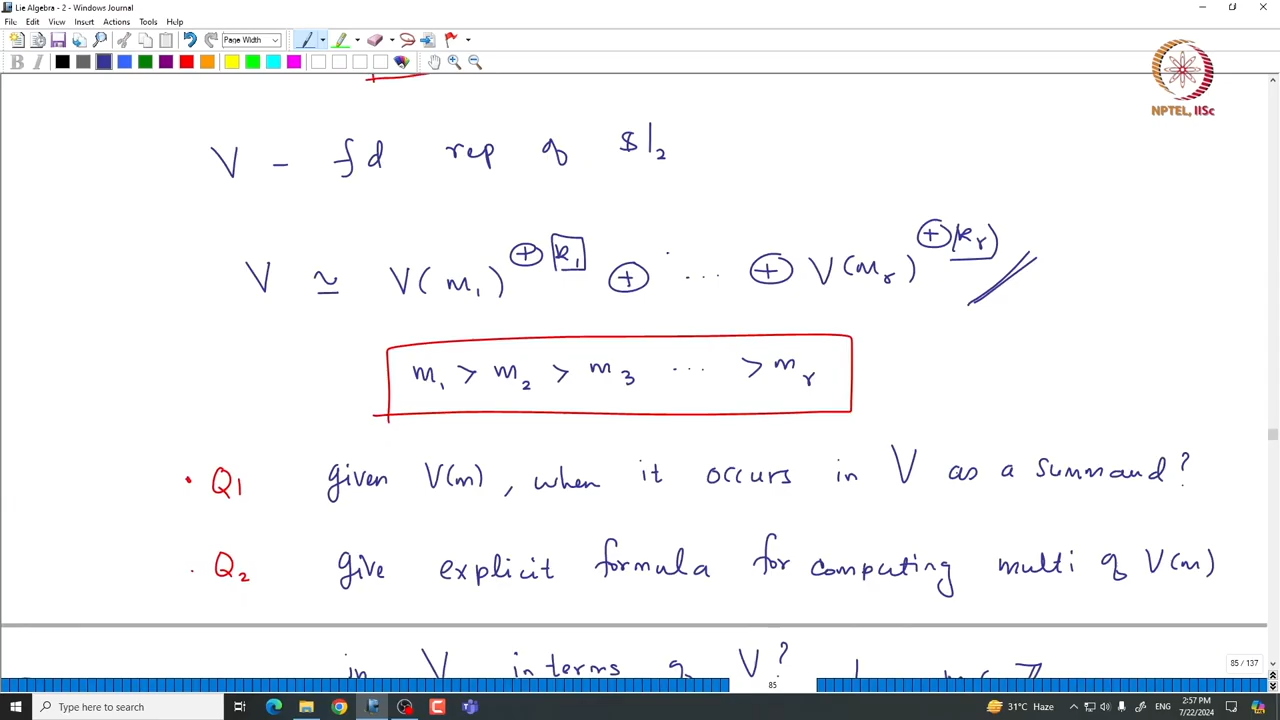 Lie Algebra - 2 - Windows Journal
File Edit View Insert Actions Tools Help
Page Width
B I
NPTEL, IISc
V - fd rep of sl₂
V ≃ V(m₁)^⊕k₁ ⊕ ... ⊕ V(mᵣ)^⊕kᵣ
m₁ > m₂ > m₃ ... > mᵣ
• Q1 given V(m), when it occurs in V as a summand?
• Q2 give explicit formula for computing multi of V(m)
in V in terms of V?
85 / 137
85
Type here to search
31°C Haze
ENG
2:57 PM
7/22/2024